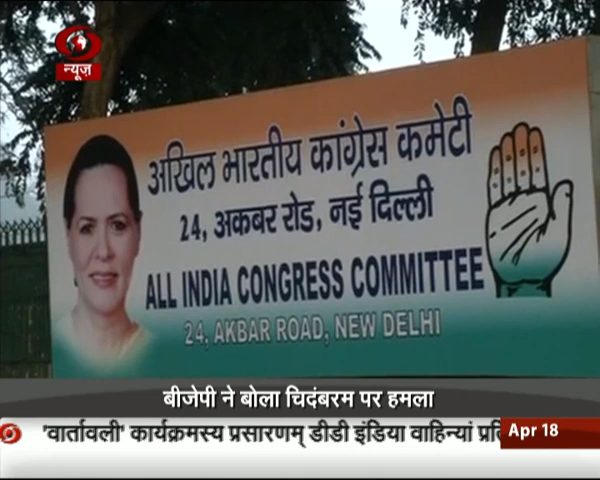 न्यूज़
अखिल भारतीय कांग्रेस कमेटी
24, अकबर रोड, नई दिल्ली
ALL INDIA CONGRESS COMMITTEE
24, AKBAR ROAD, NEW DELHI
बीजेपी ने बोला चिदंबरम पर हमला
'वार्तावली' कार्यक्रमस्य प्रसारणम् डीडी इंडिया वाहिन्यां
Apr 18